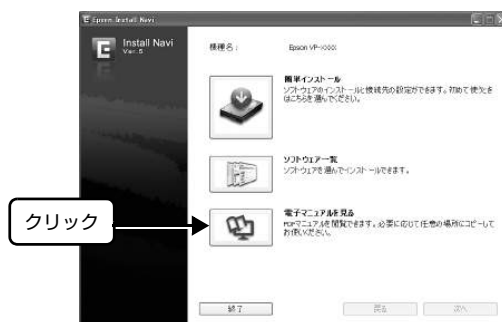 Epson Install Navi
Install Navi
Ver.5
機種名： Epson VP-XXXX
簡単インストール
ソフトウェアのインストールと接続先の設定ができます。初めて使うときはこちらを選んでください。
ソフトウェア一覧
ソフトウェアを選んでインストールできます。
電子マニュアルを見る
PDFマニュアルを閲覧できます。必要に応じて任意の場所にコピーして
お使いください。
クリック
終了
戻る
次へ